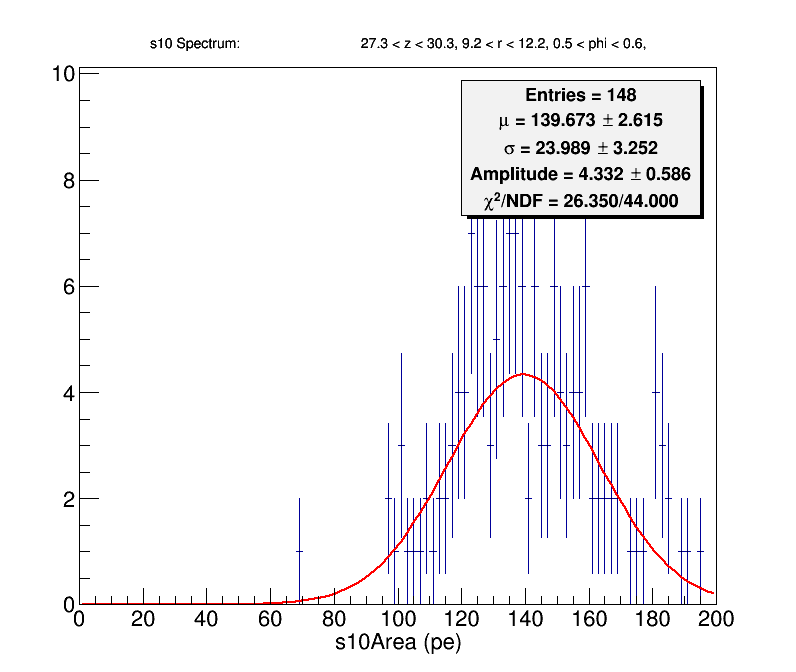 s10 Spectrum: 27.3 < z < 30.3, 9.2 < r < 12.2, 0.5 < phi < 0.6,
Entries = 148
μ = 139.673 ± 2.615
σ = 23.989 ± 3.252
Amplitude = 4.332 ± 0.586
χ²/NDF = 26.350/44.000
10
8
6
4
2
0
0 20 40 60 80 100 120 140 160 180 200
s10Area (pe)